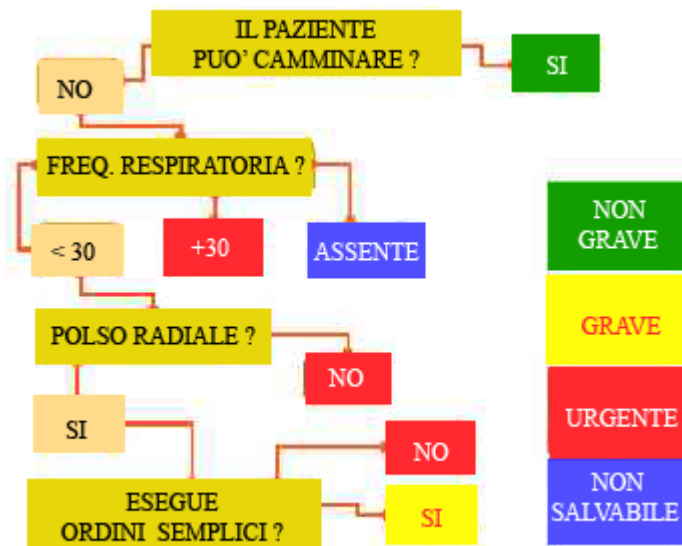 IL PAZIENTE
PUO' CAMMINARE ?
SI
NO
FREQ. RESPIRATORIA ?
+30
ASSENTE
< 30
POLSO RADIALE ?
NO
SI
NO
ESEGUE
ORDINI SEMPLICI ?
SI
NON
GRAVE
GRAVE
URGENTE
NON
SALVABILE